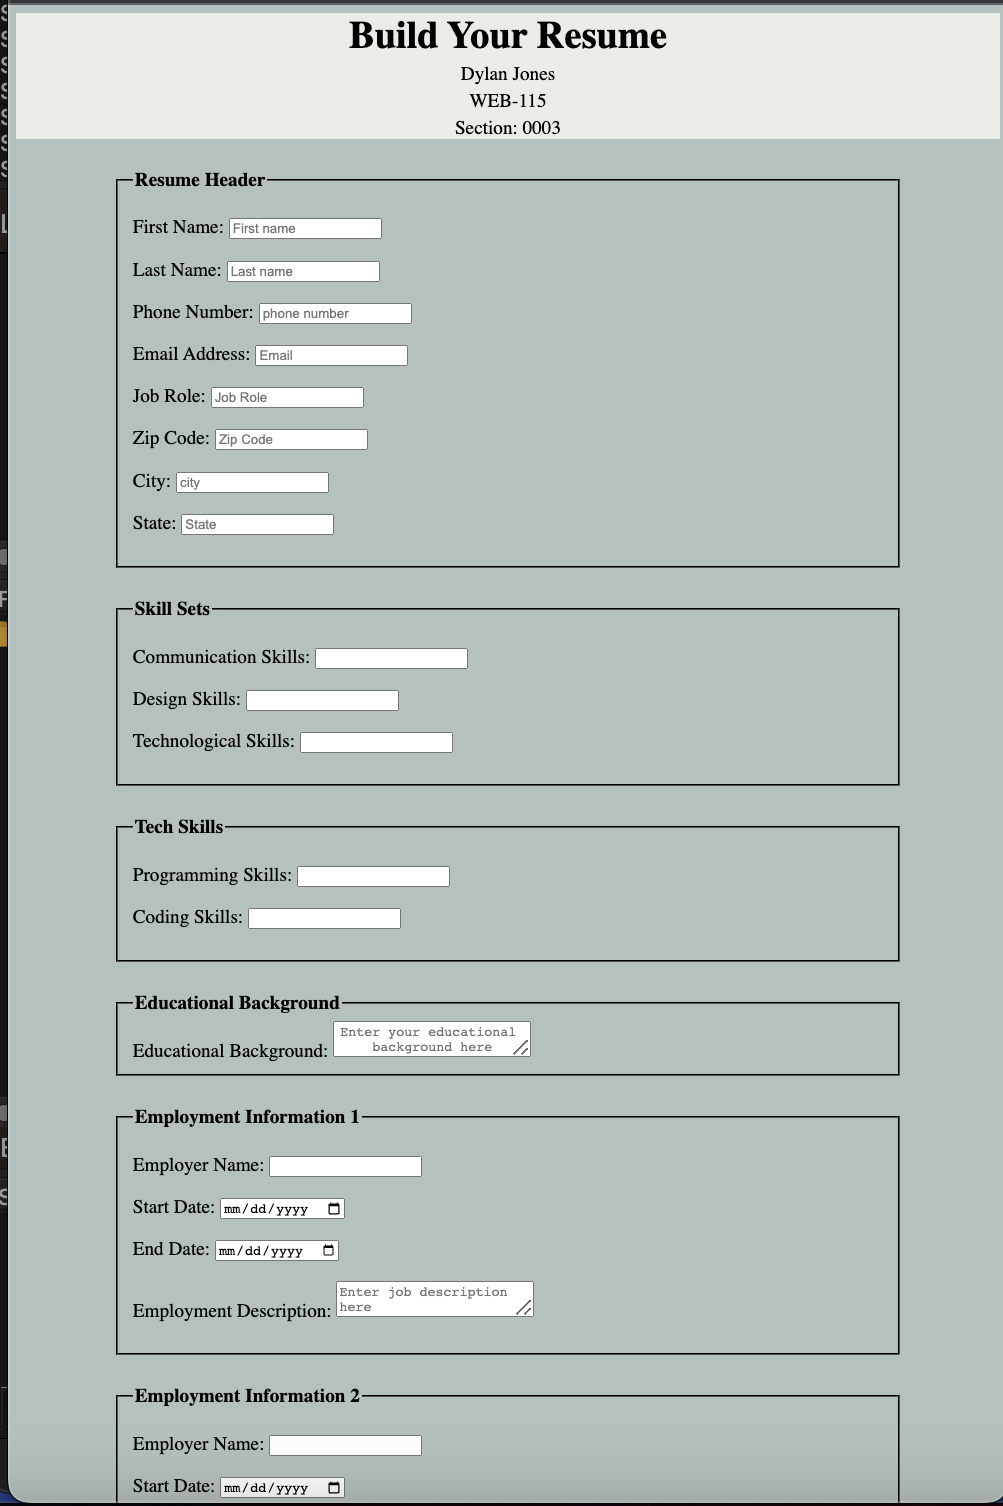 Build Your Resume
Dylan Jones
WEB-115
Section: 0003
Resume Header
First Name: First name
Last Name: Last name
Phone Number: phone number
Email Address: Email
Job Role: Job Role
Zip Code: Zip Code
City: city
State: State
Skill Sets
Communication Skills:
Design Skills:
Technological Skills:
Tech Skills
Programming Skills:
Coding Skills:
Educational Background
Educational Background: Enter your educational
background here
Employment Information 1
Employer Name:
Start Date: mm/dd/yyyy
End Date: mm/dd/yyyy
Employment Description: Enter job description
here
Employment Information 2
Employer Name:
Start Date: mm/dd/yyyy